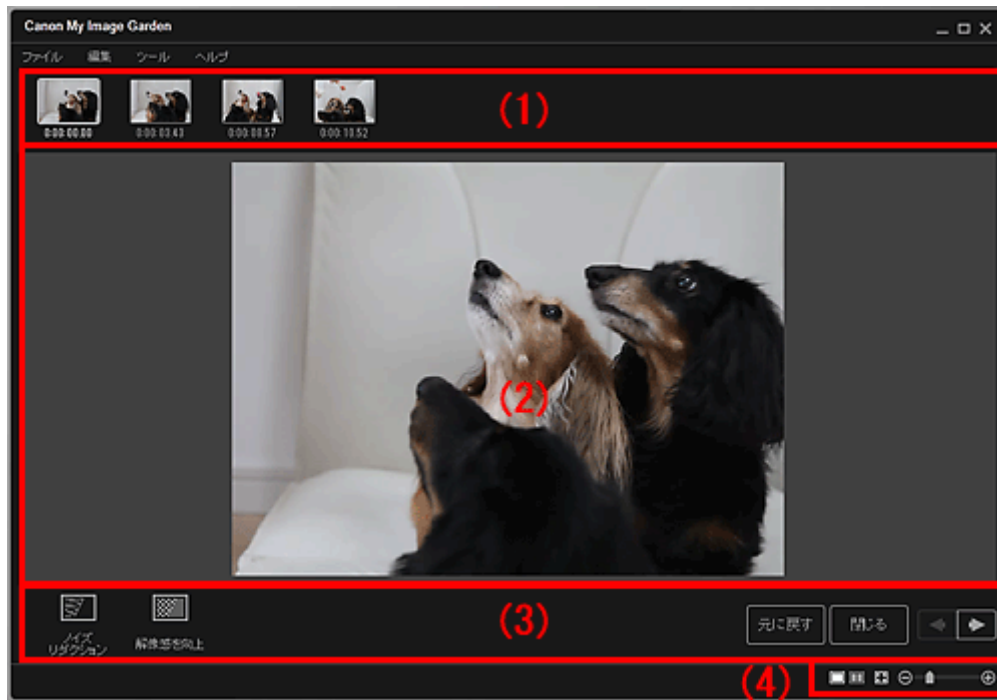 Canon My Image Garden
ファイル 編集 ツール ヘルプ
(1)
0:00:00.00 0:00:03.43 0:00:08.57 0:00:10.52
(2)
(3)
ノイズ
リダクション
解像感を向上
元に戻す 閉じる
(4)